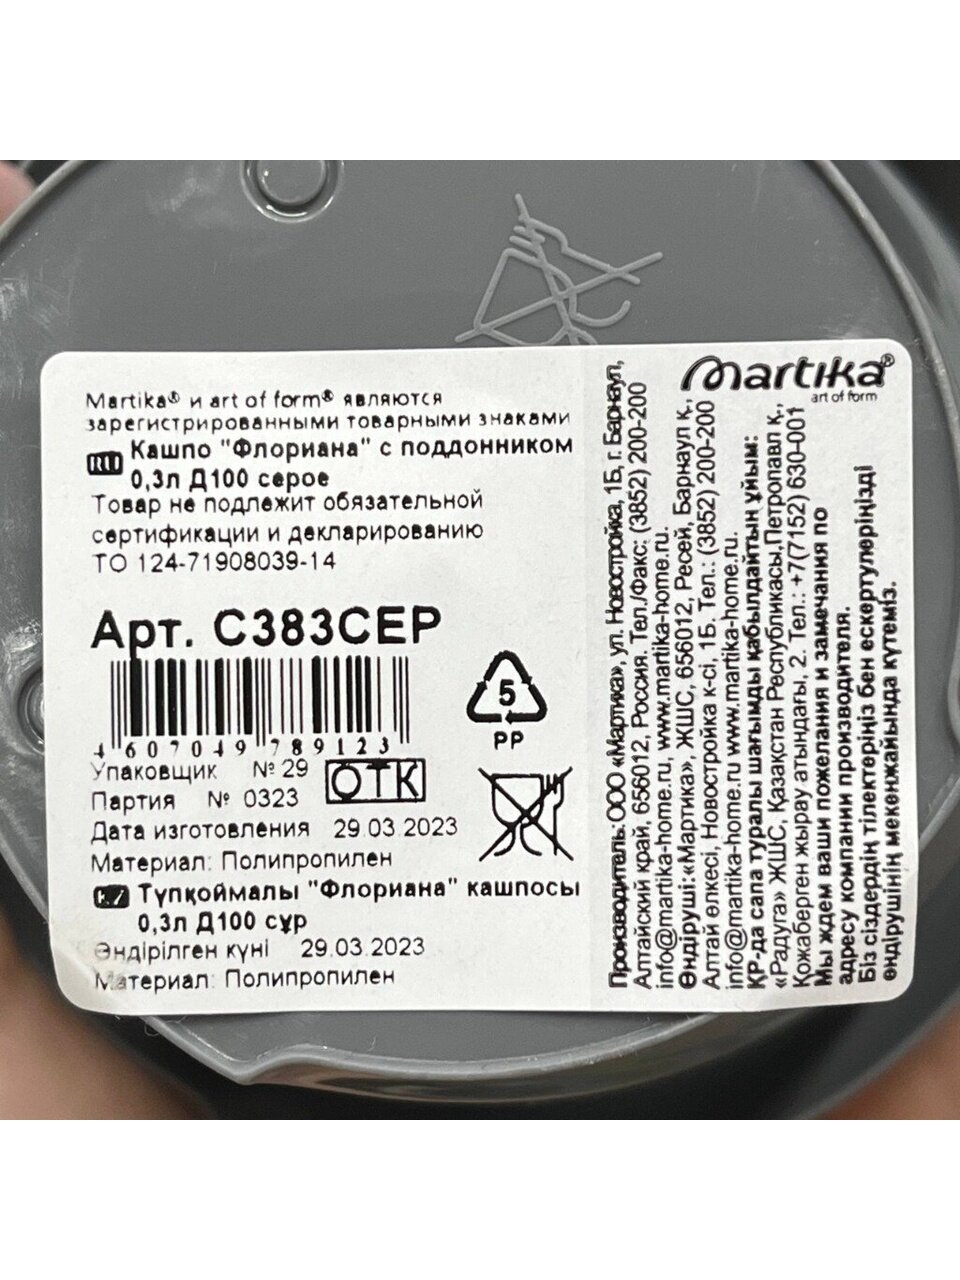 Martika® и art of form® являются
зарегистрированными товарными знаками
RU Кашпо "Флориана" с поддонником
0,3л Д100 серое
Товар не подлежит обязательной
сертификации и декларированию
ТО 124-71908039-14
Арт. С383СЕР
4 607049 789123
Упаковщик № 29
Партия № 0323
ОТК
Дата изготовления 29.03.2023
Материал: Полипропилен
KZ Түпқоймалы "Флориана" кашпосы
0,3л Д100 сұр
Өндірілген күні 29.03.2023
Материал: Полипропилен
5
PP
Martika®
art of form
Производитель: ООО «Мартика», ул. Новостройка, 1Б, г. Барнаул,
Алтайский край, 656012, Россия. Тел./Факс: (3852) 200-200
info@martika-home.ru. www.martika-home.ru.
Өндіруші:«Мартика», ЖШС, 656012, Ресей, Барнаул қ.,
Алтай өлкесі, Новостройка к-сі, 1Б. Тел.: (3852) 200-200
info@martika-home.ru www.martika-home.ru.
ҚР-да сапа туралы шағымды қабылдайтын ұйым:
«Радуга» ЖШС, Қазақстан Республикасы, Петропавл қ.,
Қожаберген жырау атындағы, 2. Тел.: +7(7152) 630-001
Мы ждем ваши пожелания и замечания по
адресу компании производителя.
Біз сіздердің тілектеріңіз бен ескертулеріңізді
өндірушінің мекенжайында күтеміз.